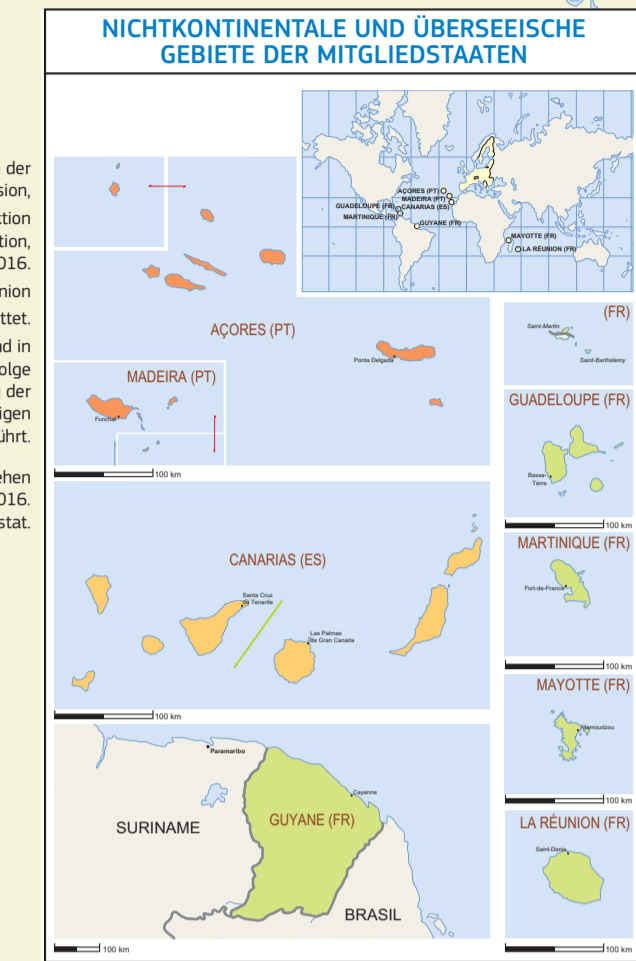 NICHTKONTINENTALE UND ÜBERSEEISCHE
GEBIETE DER MITGLIEDSTAATEN
der
sion,
ktion
tion,
016.
nion
ttet.
nd in
folge
g der
igen
ührt.
ehen
016.
stat.
AÇORES (PT)
MADEIRA (PT)
CANARIAS (ES)
GUADELOUPE (FR)
MARTINIQUE (FR)
GUYANE (FR)
MAYOTTE (FR)
LA RÉUNION (FR)
AÇORES (PT)
Ponta Delgada
MADEIRA (PT)
Funchal
100 km
CANARIAS (ES)
Santa Cruz
de Tenerife
Las Palmas
de Gran Canaria
100 km
Paramaribo
Cayenne
SURINAME
GUYANE (FR)
BRASIL
100 km
(FR)
Saint-Martin
Saint-Barthélemy
GUADELOUPE (FR)
Basse-
Terre
100 km
MARTINIQUE (FR)
Fort-de-France
100 km
MAYOTTE (FR)
Mamoudzou
100 km
LA RÉUNION (FR)
Saint-Denis
100 km